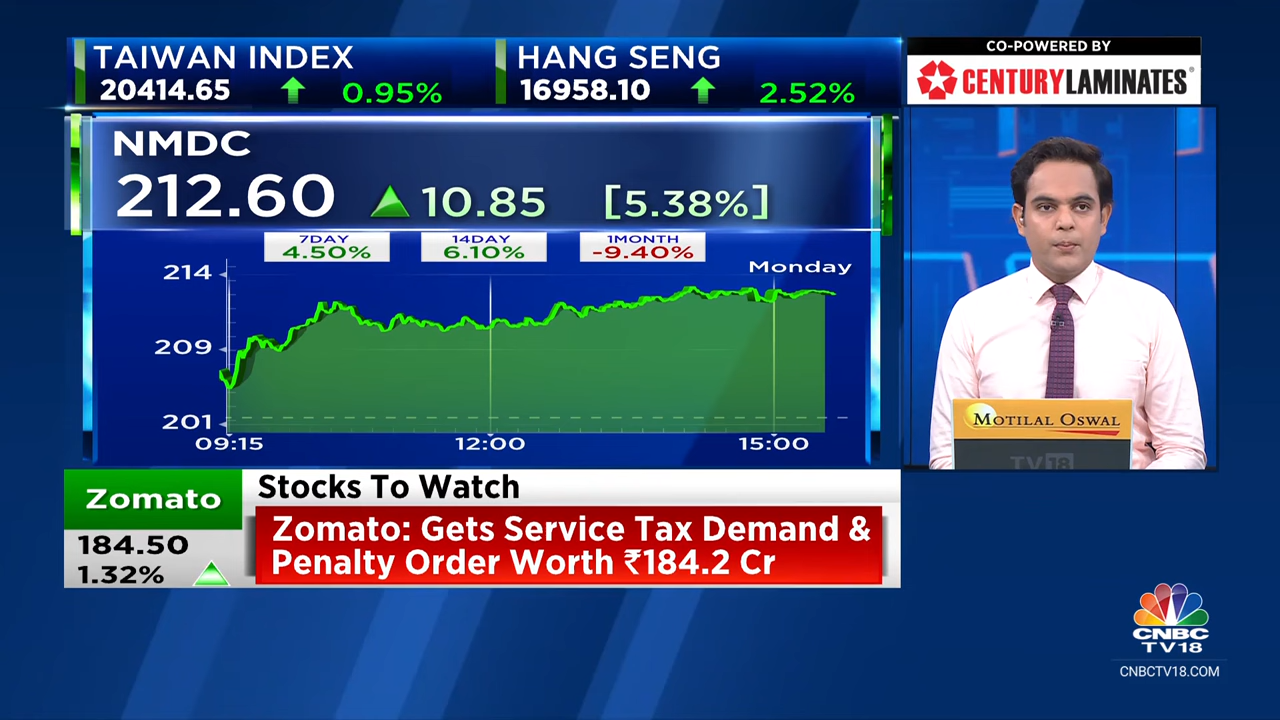 TAIWAN INDEX
20414.65 0.95%
HANG SENG
16958.10 2.52%
CO-POWERED BY
CENTURYLAMINATES®
NMDC
212.60 10.85 [5.38%]
7DAY
4.50%
14DAY
6.10%
1MONTH
-9.40%
Monday
214
209
201
09:15 12:00 15:00
MOTILAL OSWAL
TV18
Zomato
184.50
1.32%
Stocks To Watch
Zomato: Gets Service Tax Demand &
Penalty Order Worth ₹184.2 Cr
CNBC
TV18
CNBCTV18.COM